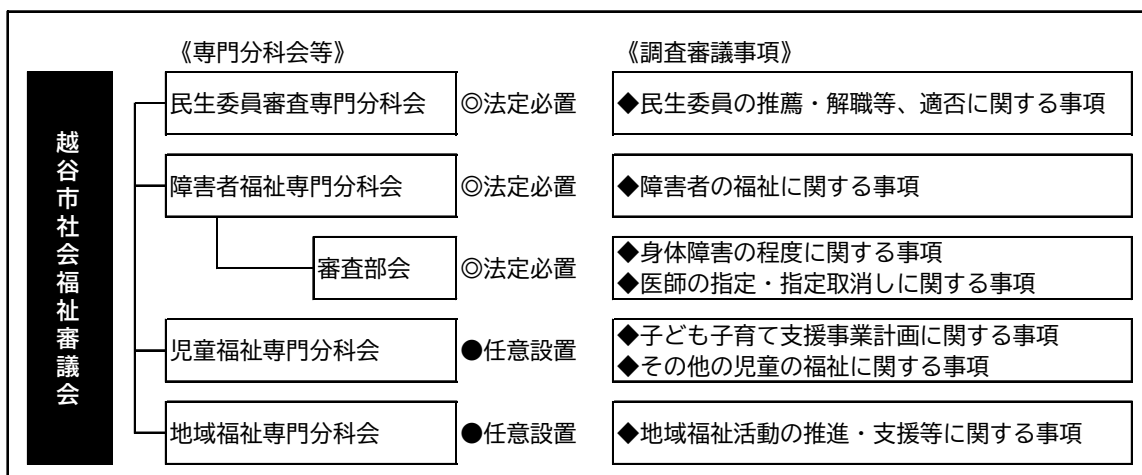 《専門分科会等》 《調査審議事項》
越谷市社会福祉審議会
民生委員審査専門分科会 ◎法定必置 ◆民生委員の推薦・解職等、適否に関する事項
障害者福祉専門分科会 ◎法定必置 ◆障害者の福祉に関する事項
審査部会 ◎法定必置 ◆身体障害の程度に関する事項
◆医師の指定・指定取消しに関する事項
児童福祉専門分科会 ●任意設置 ◆子ども子育て支援事業計画に関する事項
◆その他の児童の福祉に関する事項
地域福祉専門分科会 ●任意設置 ◆地域福祉活動の推進・支援等に関する事項